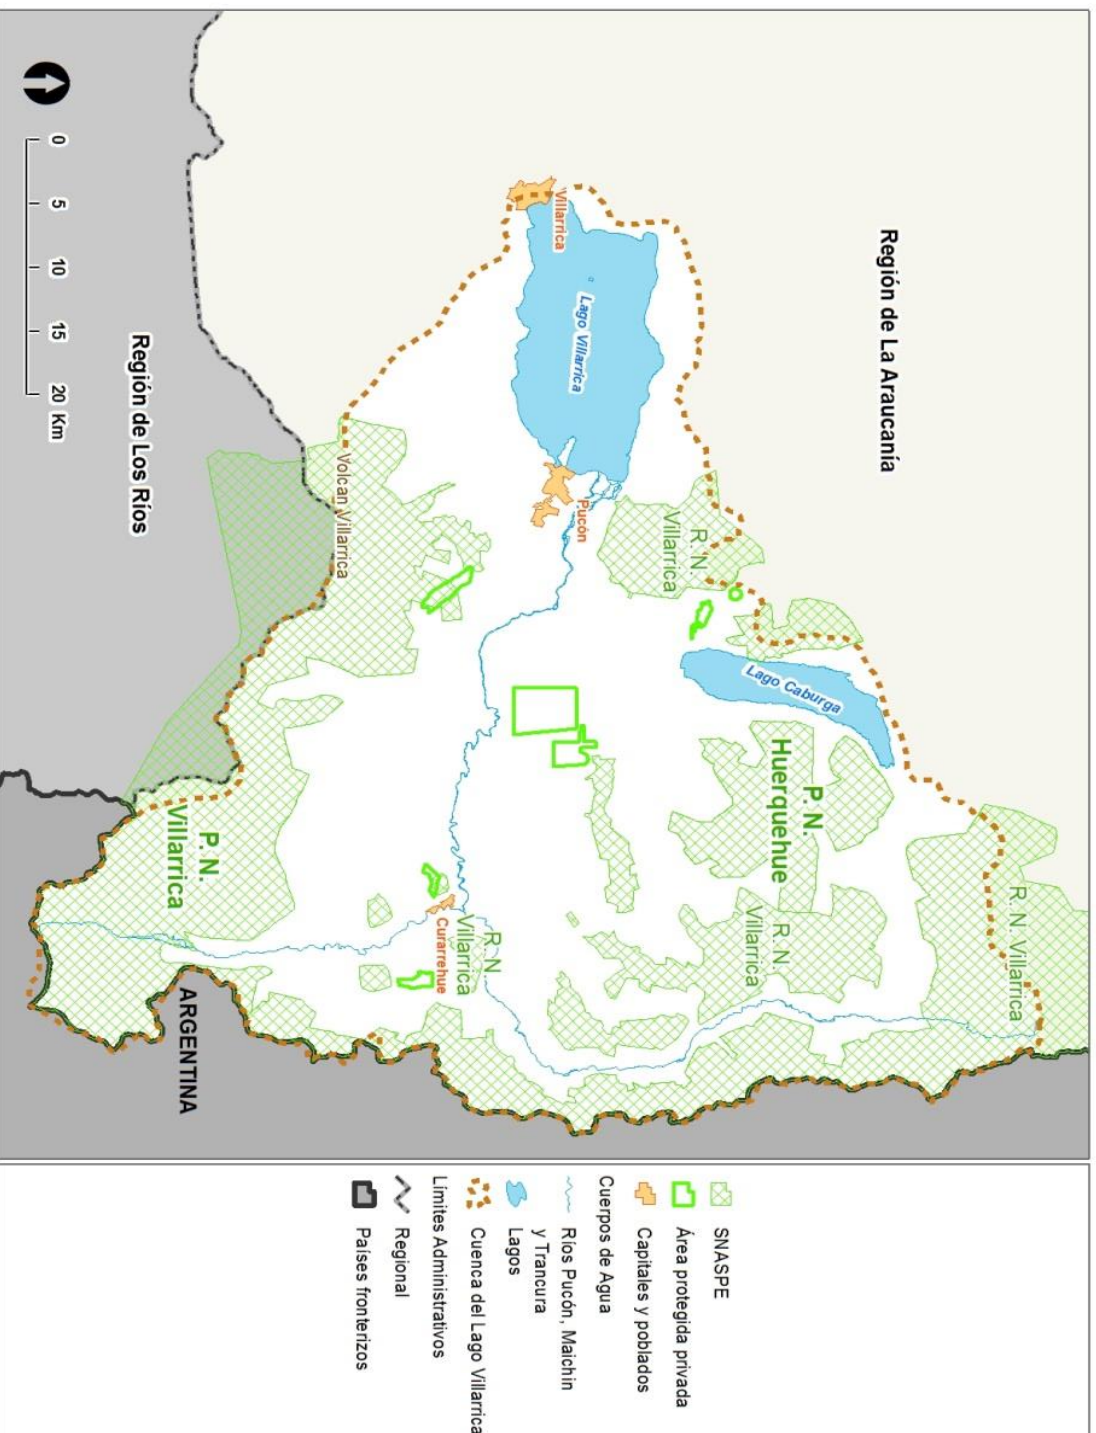 Región de La Araucanía
R. N. Villarrica
R. N.
Villarrica
Lago Caburga
P. N.
Huerquehue
R. N.
Villarrica
Villarrica
Lago Villarrica
Pucón
R. N
Villarrica
Curarrehue
Volcan Villarrica
P. N.
Villarrica
ARGENTINA
Región de Los Ríos
0 5 10 15 20 Km
SNASPE
Área protegida privada
Capitales y poblados
Cuerpos de Agua
Ríos Pucón, Maichin
y Trancura
Lagos
Cuenca del Lago Villarrica
Límites Administrativos
Regional
Países fronterizos